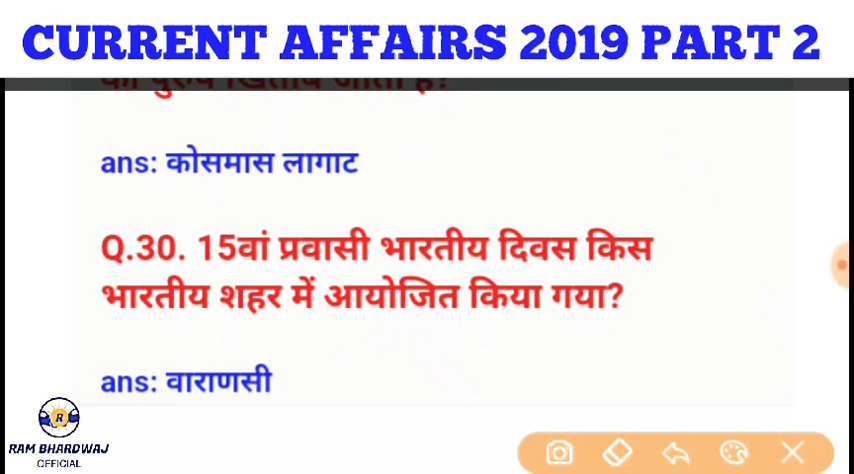 CURRENT AFFAIRS 2019 PART 2
ans: कोसमास लागाट
Q.30. 15वां प्रवासी भारतीय दिवस किस
भारतीय शहर में आयोजित किया गया?
ans: वाराणसी
R
RAM BHARDWAJ
OFFICIAL